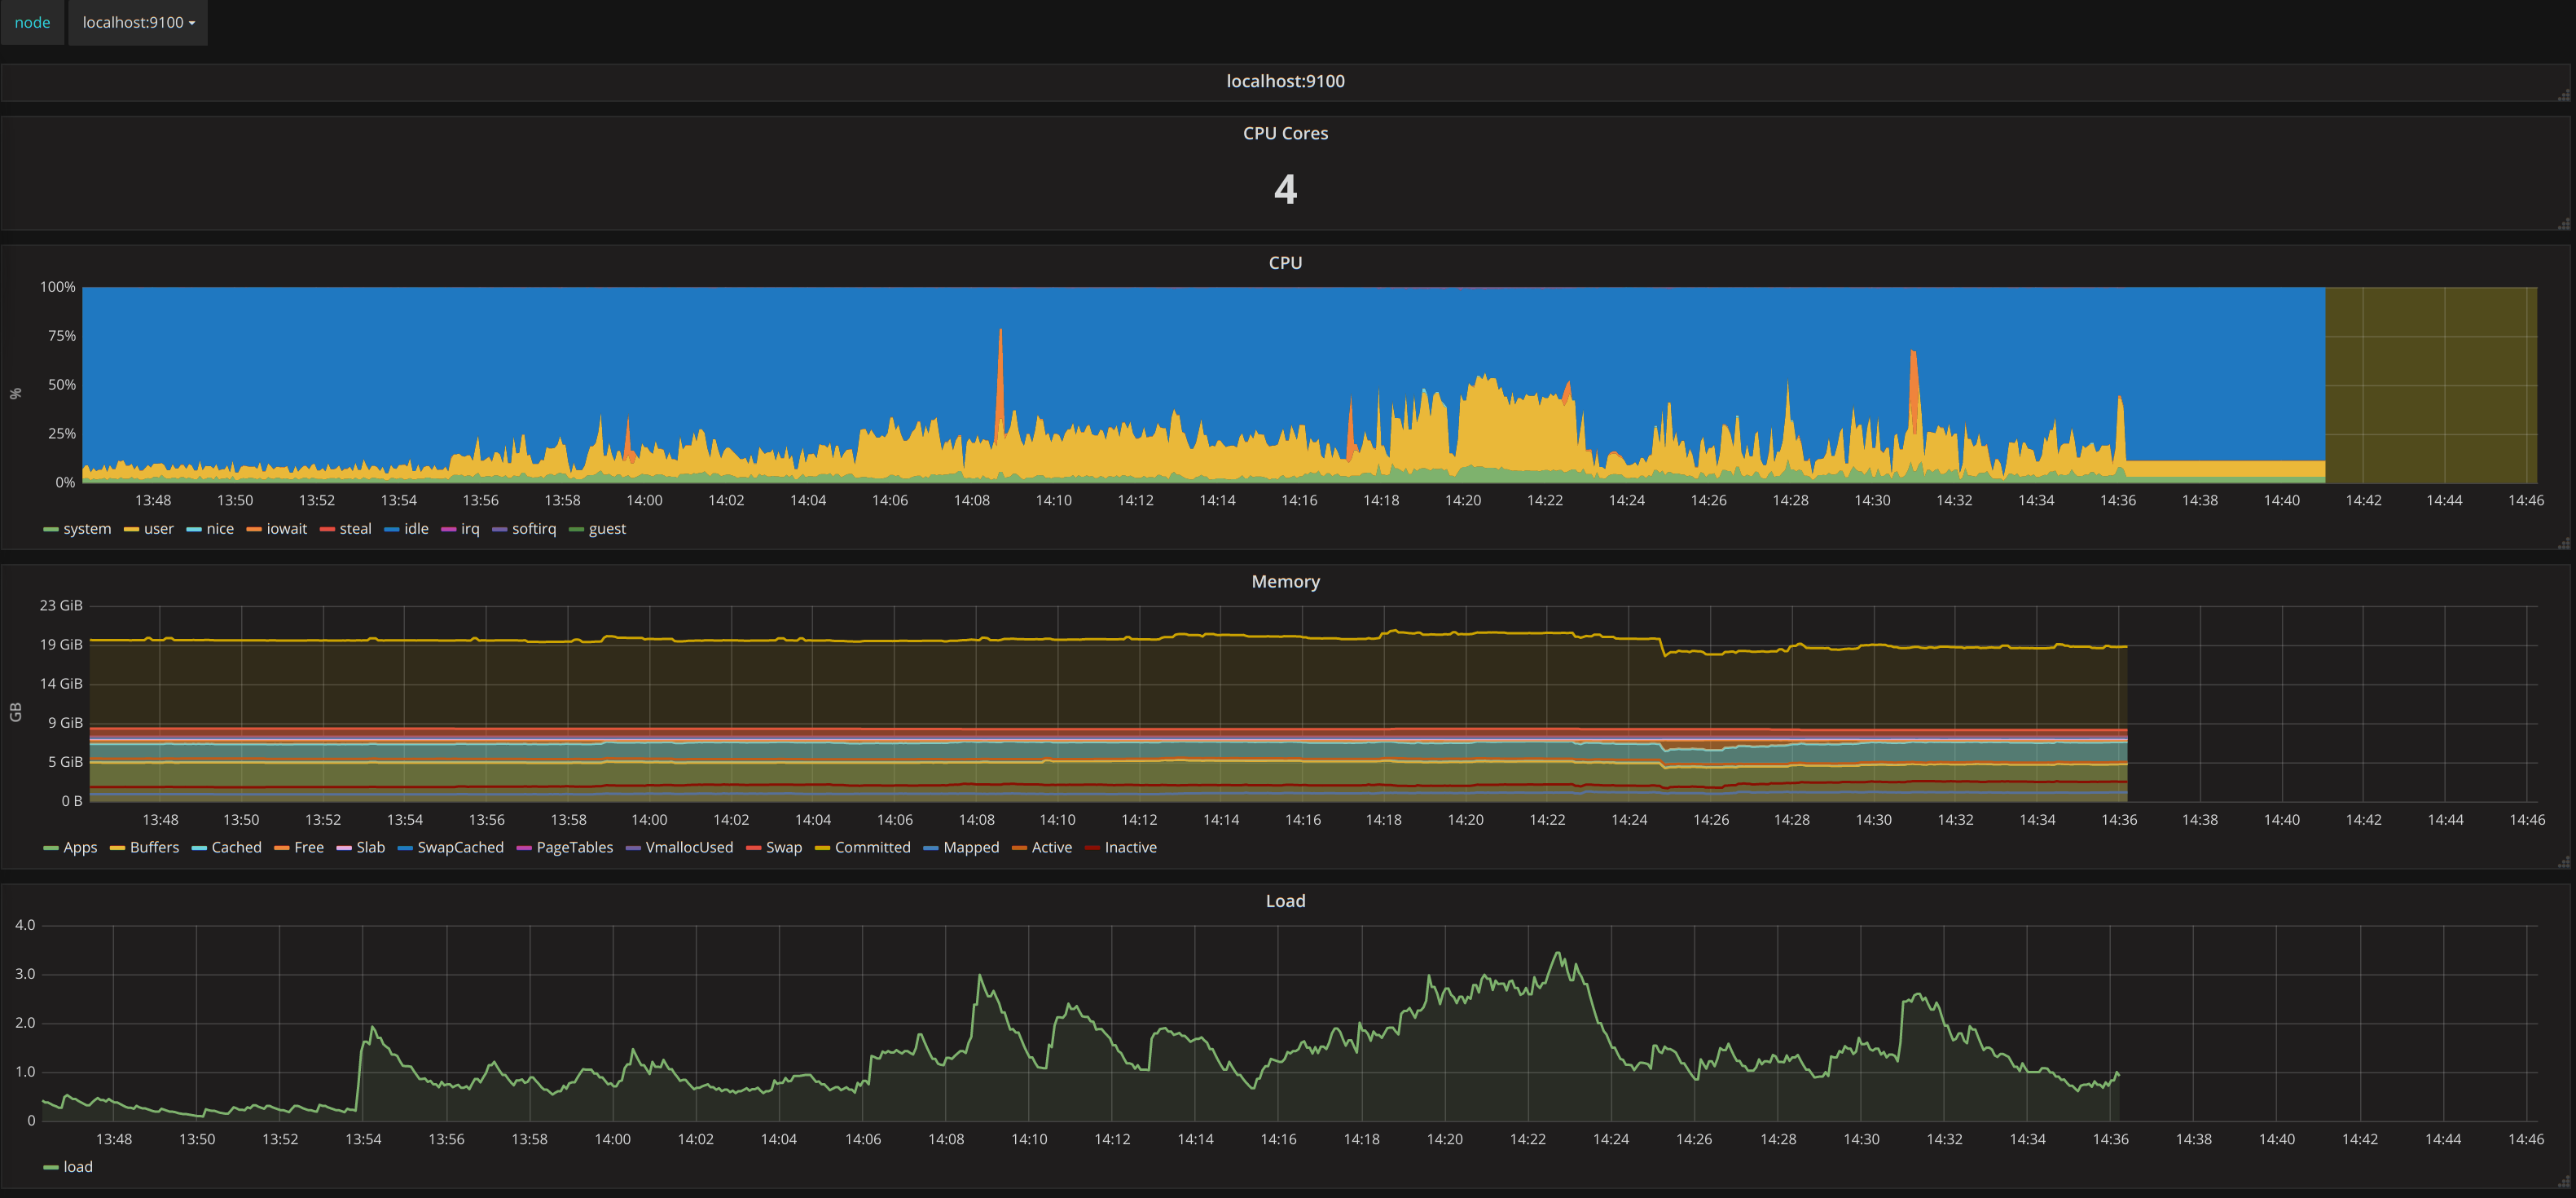 node localhost:9100
localhost:9100
CPU Cores
4
CPU
100%
75%
50%
25%
0%
%
13:48 13:50 13:52 13:54 13:56 13:58 14:00 14:02 14:04 14:06 14:08 14:10 14:12 14:14 14:16 14:18 14:20 14:22 14:24 14:26 14:28 14:30 14:32 14:34 14:36 14:38 14:40 14:42 14:44 14:46
system user nice iowait steal idle irq softirq guest
Memory
23 GiB
19 GiB
14 GiB
9 GiB
5 GiB
0 B
GB
13:48 13:50 13:52 13:54 13:56 13:58 14:00 14:02 14:04 14:06 14:08 14:10 14:12 14:14 14:16 14:18 14:20 14:22 14:24 14:26 14:28 14:30 14:32 14:34 14:36 14:38 14:40 14:42 14:44 14:46
Apps Buffers Cached Free Slab SwapCached PageTables VmallocUsed Swap Committed Mapped Active Inactive
Load
4.0
3.0
2.0
1.0
0
13:48 13:50 13:52 13:54 13:56 13:58 14:00 14:02 14:04 14:06 14:08 14:10 14:12 14:14 14:16 14:18 14:20 14:22 14:24 14:26 14:28 14:30 14:32 14:34 14:36 14:38 14:40 14:42 14:44 14:46
load